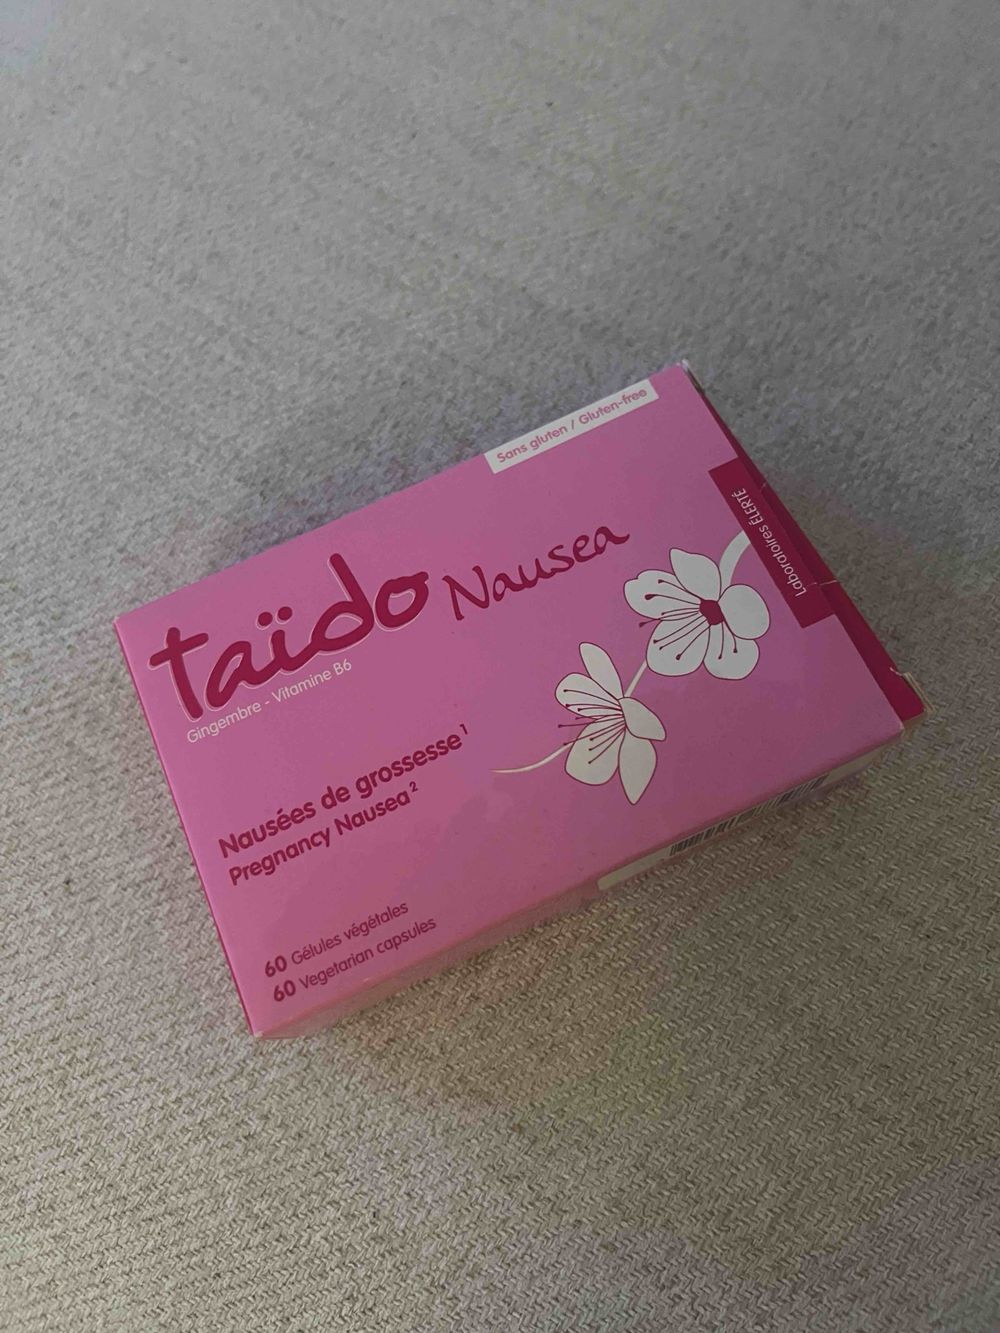 Sans gluten / Gluten-free
Laboratoires ÉLERTÉ
taïdo Nausea
Gingembre - Vitamine B6
Nausées de grossesse¹
Pregnancy Nausea²
60 Gélules végétales
60 Vegetarian capsules